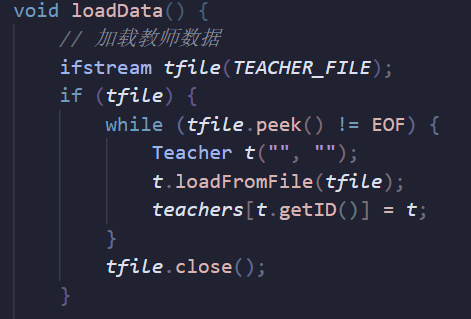 void loadData() {
    // 加载教师数据
    ifstream tfile(TEACHER_FILE);
    if (tfile) {
        while (tfile.peek() != EOF) {
            Teacher t("", "");
            t.loadFromFile(tfile);
            teachers[t.getID()] = t;
        }
        tfile.close();
    }